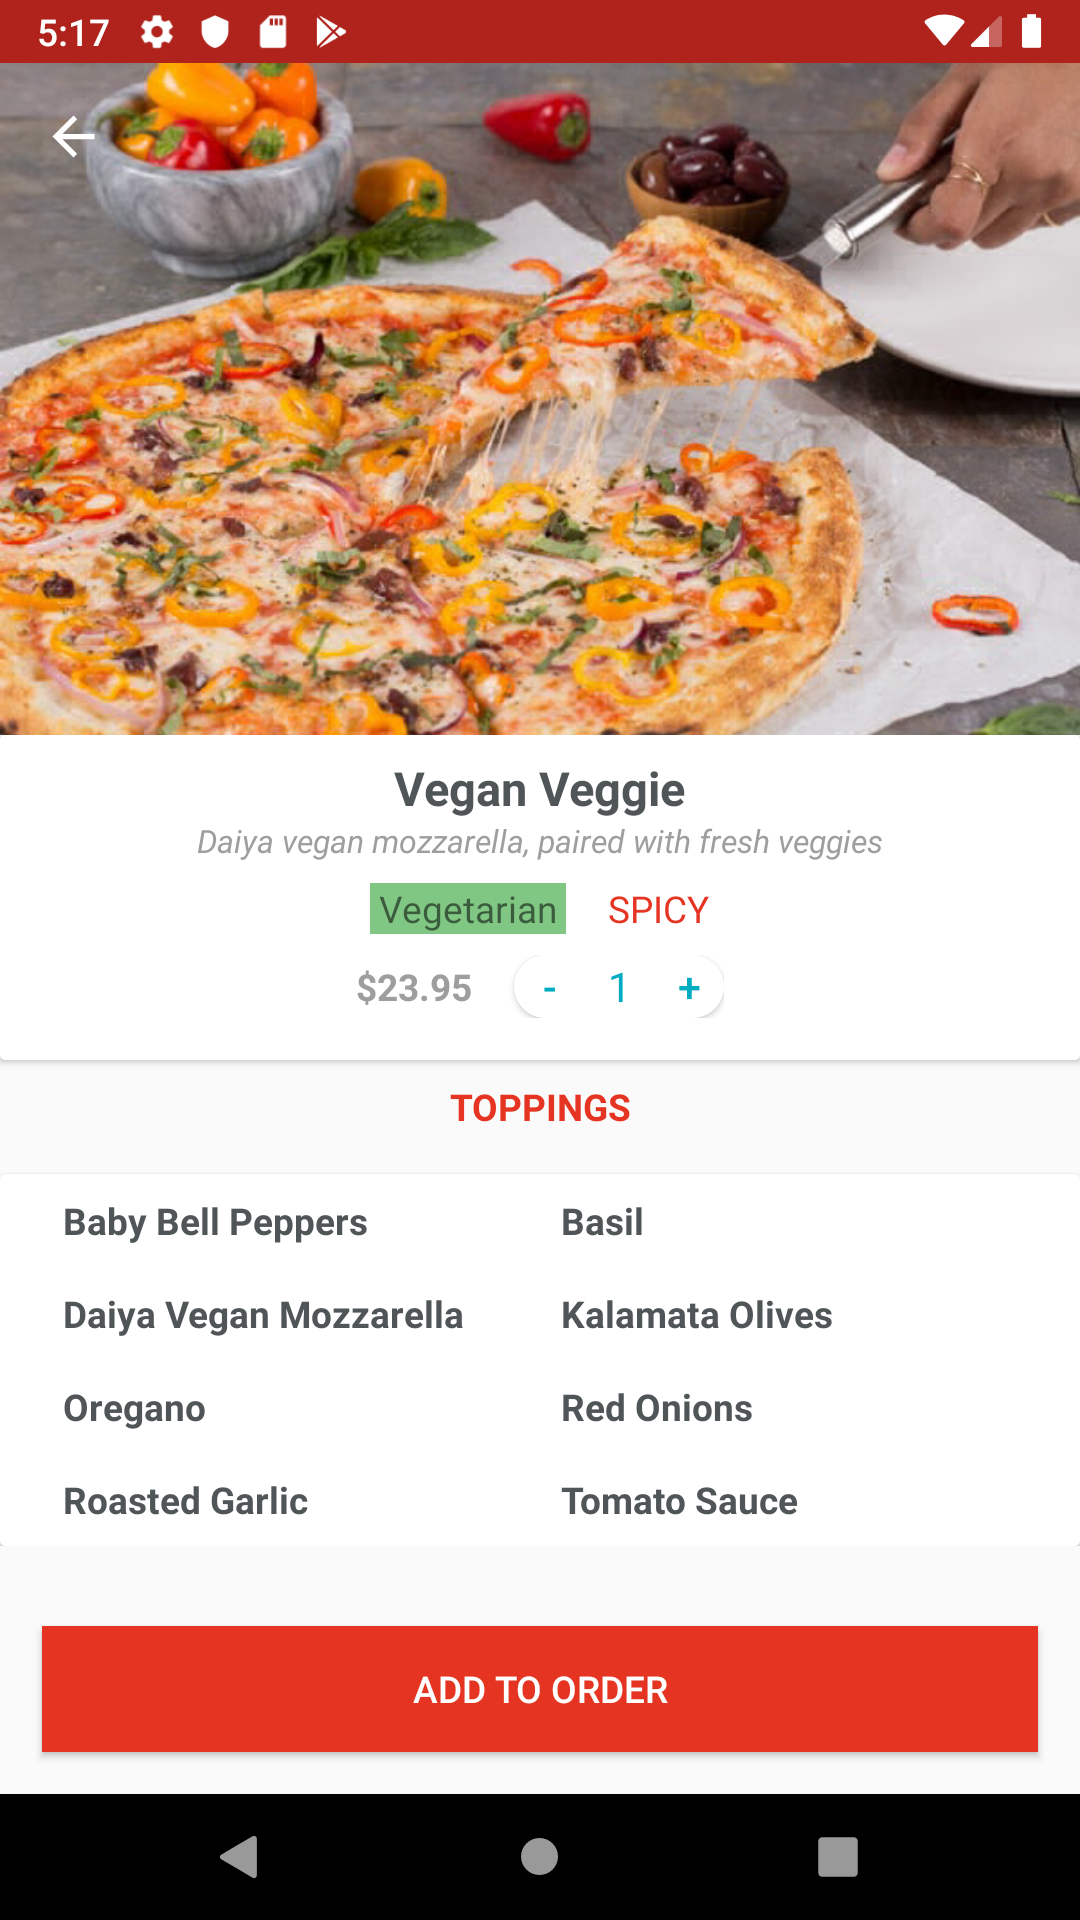 5:17
Vegan Veggie
Daiya vegan mozzarella, paired with fresh veggies
Vegetarian SPICY
$23.95 - 1 +
TOPPINGS
Baby Bell Peppers Basil
Daiya Vegan Mozzarella Kalamata Olives
Oregano Red Onions
Roasted Garlic Tomato Sauce
ADD TO ORDER